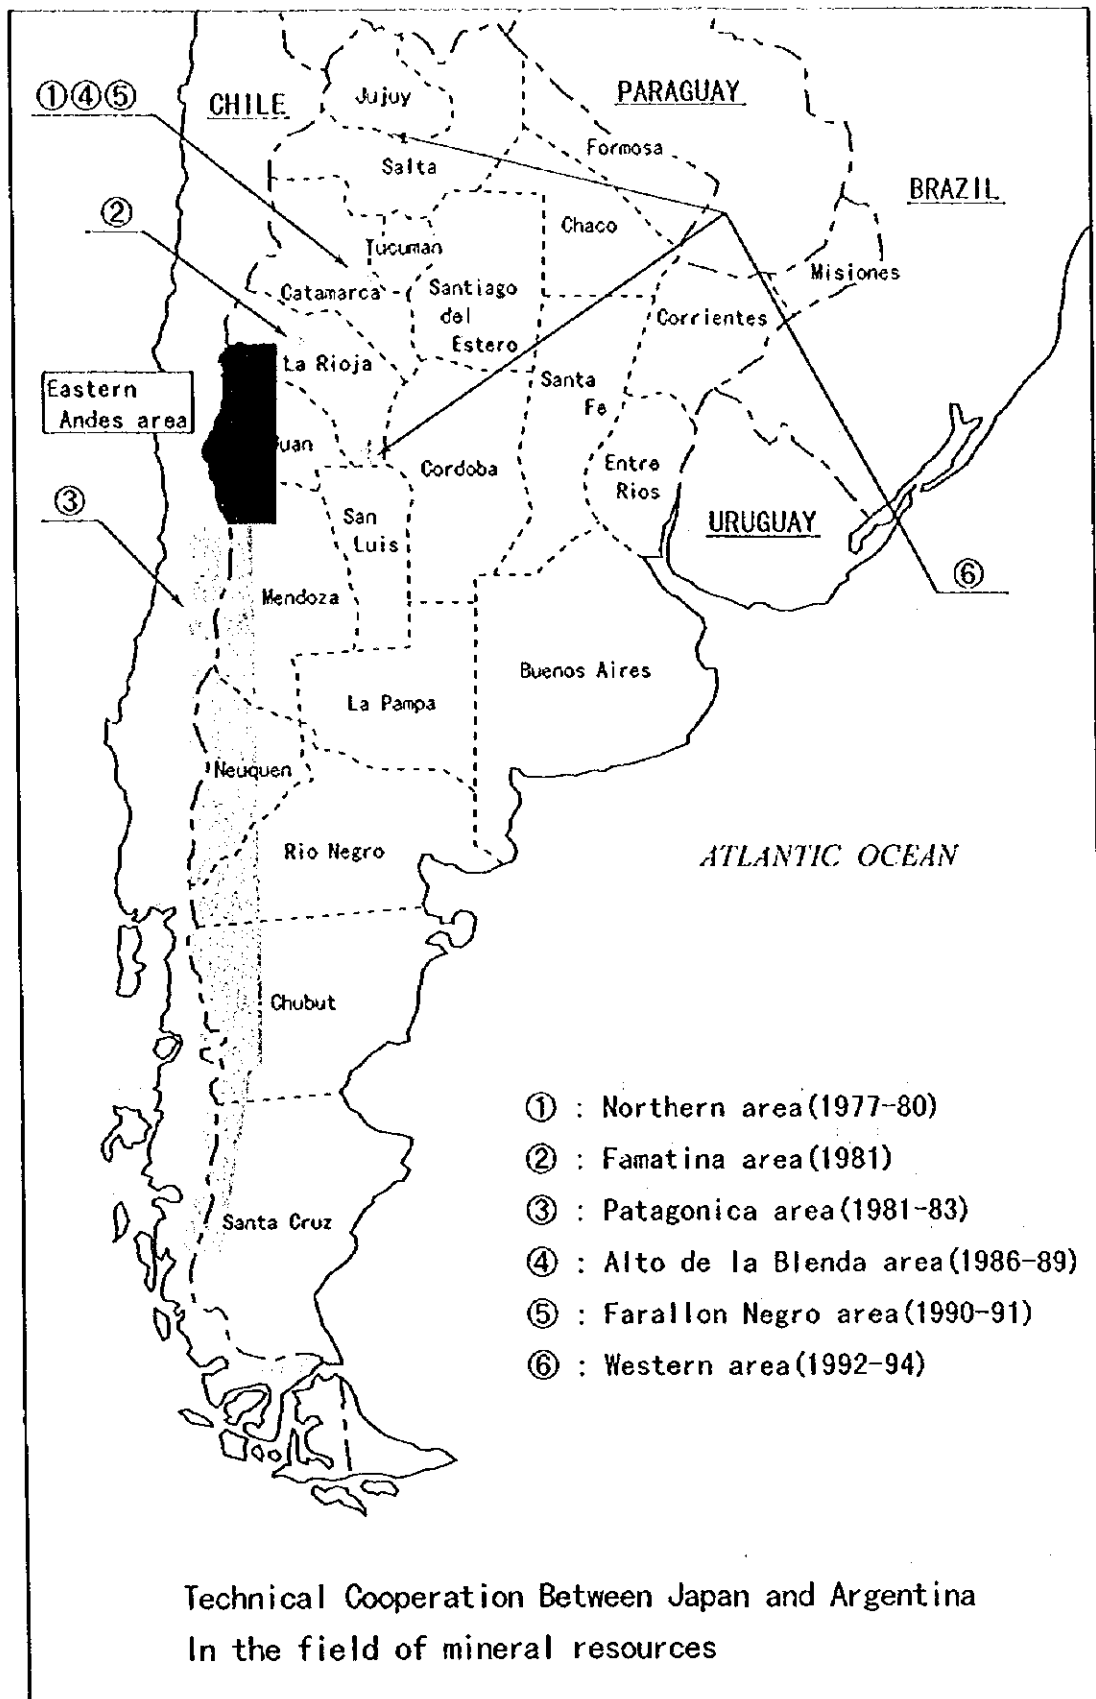 ①④⑤
CHILE
Jujuy
PARAGUAY
Formosa
Salta
BRAZIL
②
Chaco
Tucuman
Misiones
Catamarca
Santiago
del
Estero
Corrientes
La Rioja
Santa
Fe
Eastern
Andes area
uan
Cordoba
Entre
Rios
③
San
Luis
URUGUAY
⑥
Mendoza
Buenos Aires
La Pampa
Neuquen
Rio Negro
ATLANTIC OCEAN
Chubut
Santa Cruz
① : Northern area(1977-80)
② : Famatina area(1981)
③ : Patagonica area(1981-83)
④ : Alto de la Blenda area(1986-89)
⑤ : Farallon Negro area(1990-91)
⑥ : Western area(1992-94)
Technical Cooperation Between Japan and Argentina
In the field of mineral resources